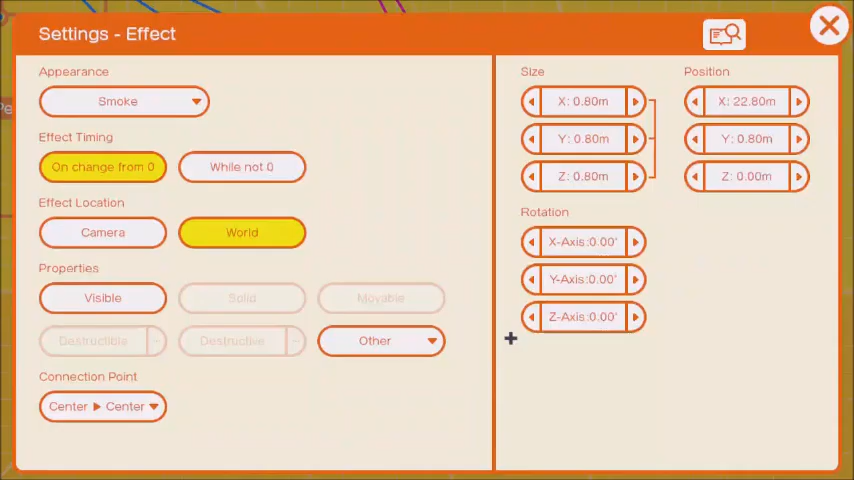 Settings - Effect
Appearance
Smoke
Effect Timing
On change from 0
While not 0
Effect Location
Camera
World
Properties
Visible
Solid
Movable
Destructible
Destructive
Other
Connection Point
Center ▶ Center
Size
X: 0.80m
Y: 0.80m
Z: 0.80m
Position
X: 22.80m
Y: 0.80m
Z: 0.00m
Rotation
X-Axis:0.00°
Y-Axis:0.00°
Z-Axis:0.00°